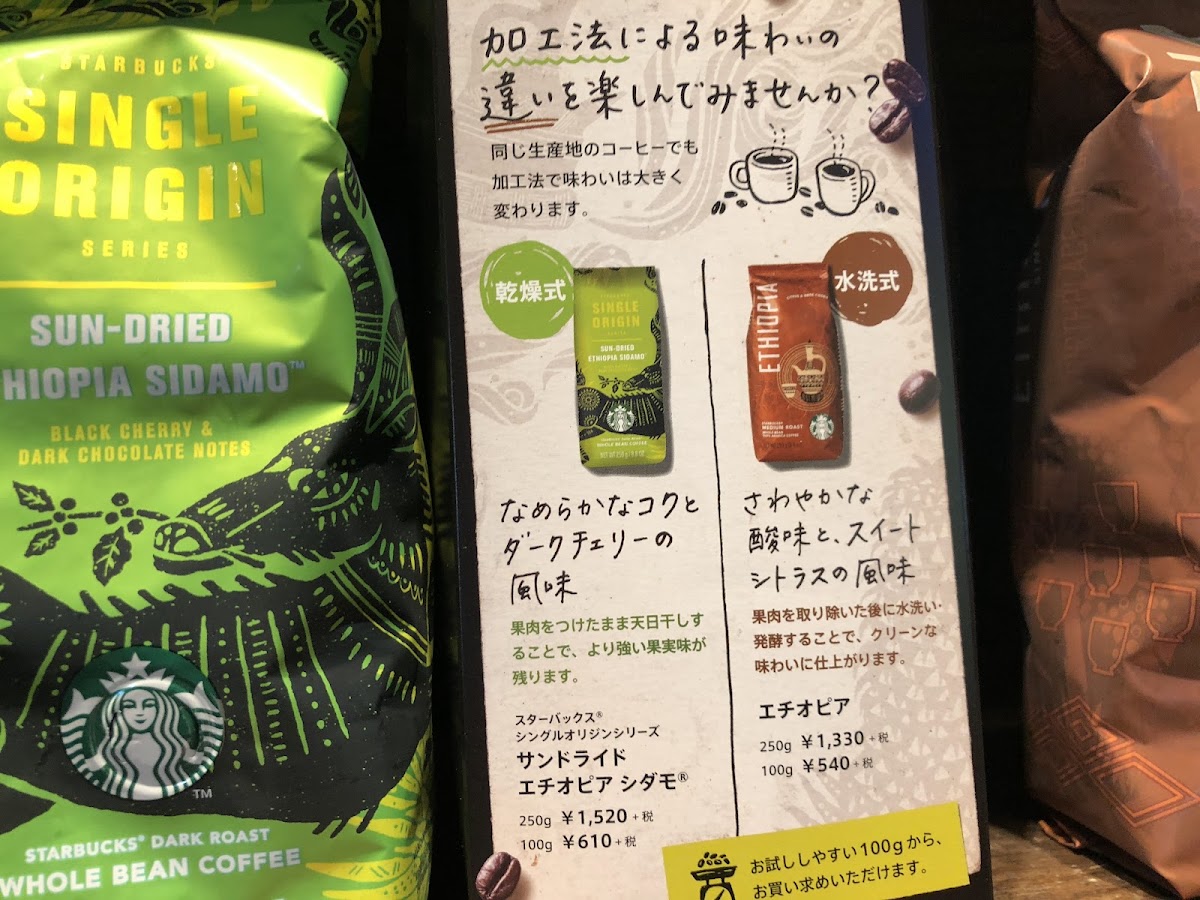 STARBUCKS
SINGLE
ORIGIN
SERIES
SUN-DRIED
HIOPIA SIDAMO™
BLACK CHERRY &
DARK CHOCOLATE NOTES
TM
STARBUCKS® DARK ROAST
WHOLE BEAN COFFEE
加工法による味わいの
違いを楽しんでみませんか?
同じ生産地のコーヒーでも
加工法で味わいは大きく
変わります。
乾燥式
SINGLE
ORIGIN
SUN-DRIED
ETHIOPIA SIDAMO
WHOLE BEAN COFFEE
なめらかなコクと
ダークチェリーの
風味
果肉をつけたまま天日干しす
ることで、より強い果実味が
残ります。
スターバックス®
シングルオリジンシリーズ
サンドライド
エチオピア シダモ®
250g ¥1,520+税
100g ¥610+税
水洗式
ETHIOPIA
MEDIUM ROAST
さわやかな
酸味と、スイート
シトラスの風味
果肉を取り除いた後に水洗い・
発酵することで、クリーンな
味わいに仕上がります。
エチオピア
250g ¥1,330+税
100g ¥540+税
お試ししやすい100gから、
お買い求めいただけます。